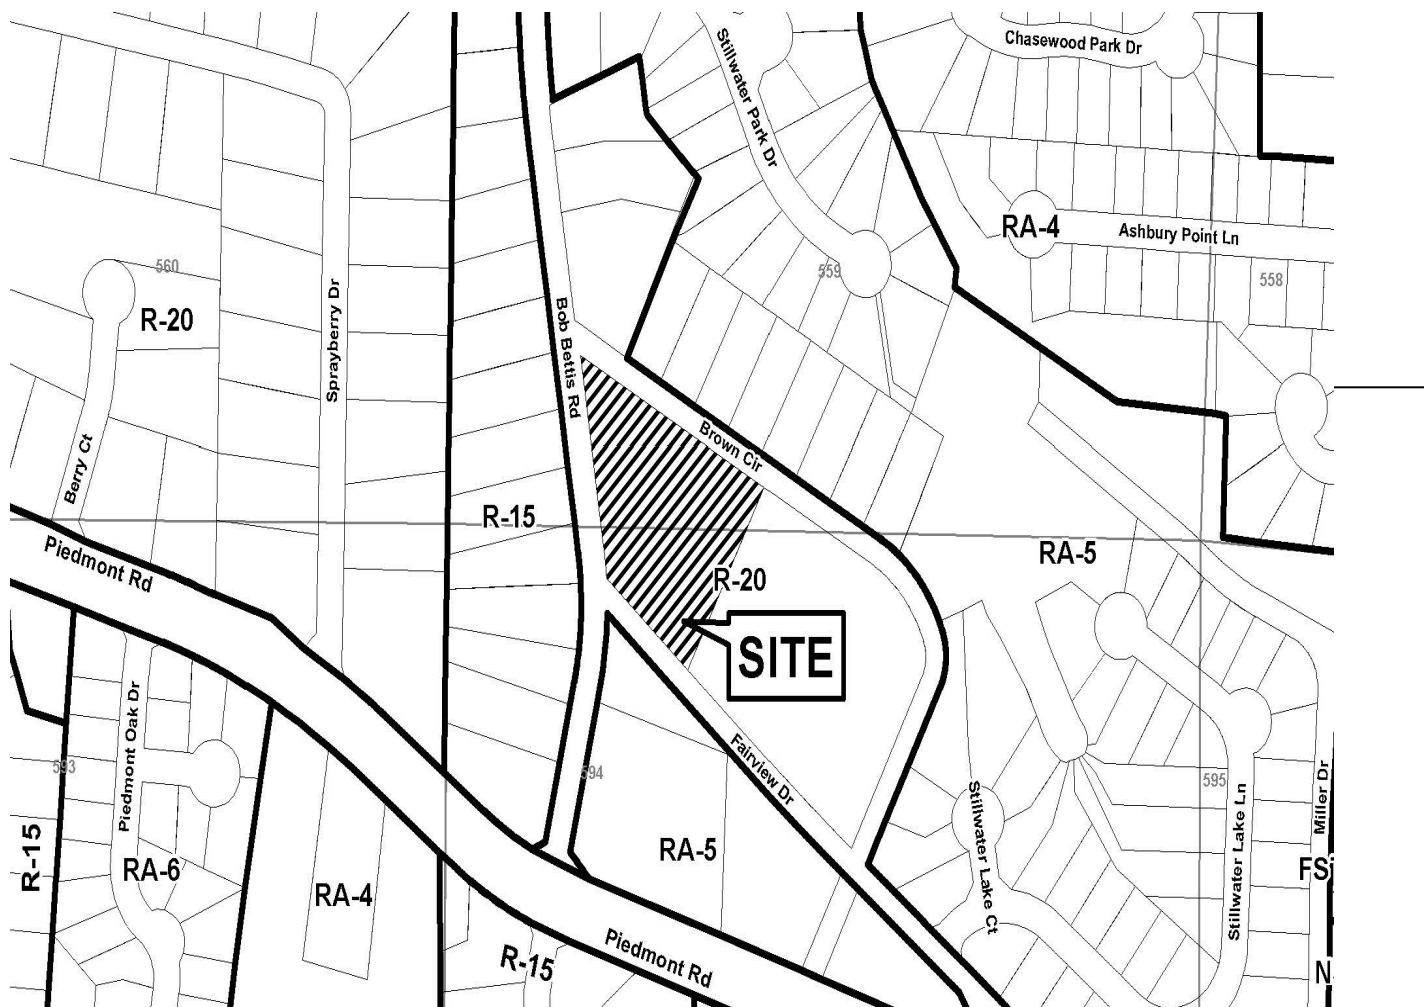 Chasewood Park Dr
Stillwater Park Dr
RA-4
Ashbury Point Ln
560
559
558
R-20
Sprayberry Dr
Bob Bettis Rd
Berry Ct
Brown Cir
R-15
Piedmont Rd
RA-5
R-20
SITE
Piedmont Oak Dr
593
594
Fairview Dr
595
Stillwater Lake Ct
Stillwater Lake Ln
Miller Dr
R-15
RA-6
RA-4
RA-5
FS
R-15
Piedmont Rd
N